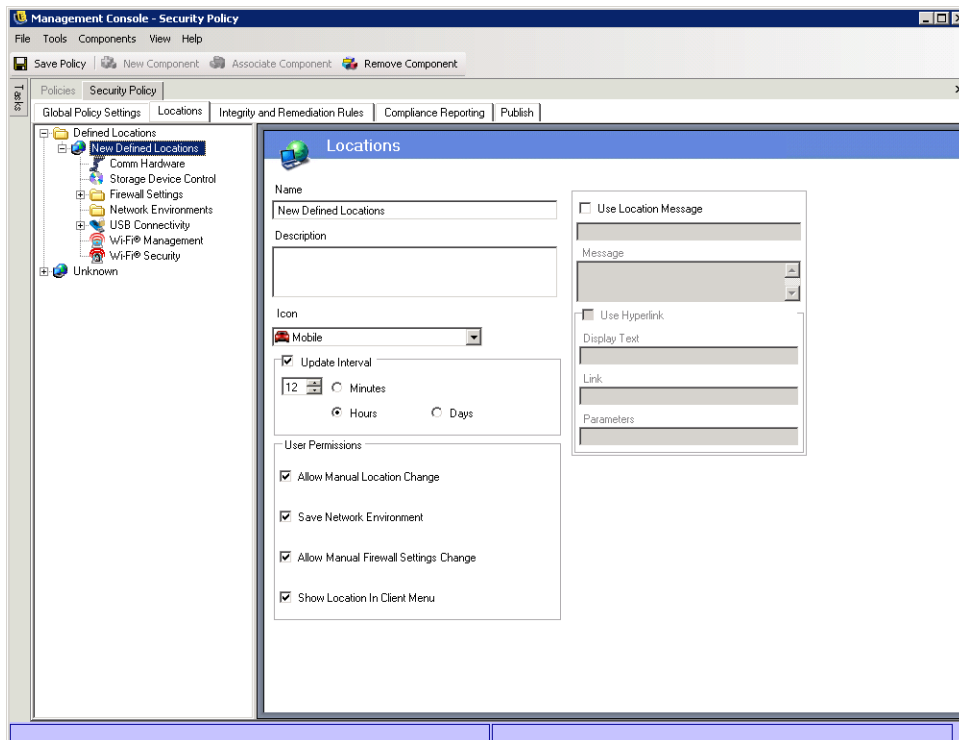 Management Console - Security Policy
File Tools Components View Help
Save Policy New Component Associate Component Remove Component
Tasks
Policies Security Policy
Global Policy Settings Locations Integrity and Remediation Rules Compliance Reporting Publish
Defined Locations
New Defined Locations
Comm Hardware
Storage Device Control
Firewall Settings
Network Environments
USB Connectivity
Wi-Fi® Management
Wi-Fi® Security
Unknown
Locations
Name
New Defined Locations
Description
Icon
Mobile
Update Interval
12 Minutes
Hours Days
User Permissions
Allow Manual Location Change
Save Network Environment
Allow Manual Firewall Settings Change
Show Location In Client Menu
Use Location Message
Message
Use Hyperlink
Display Text
Link
Parameters